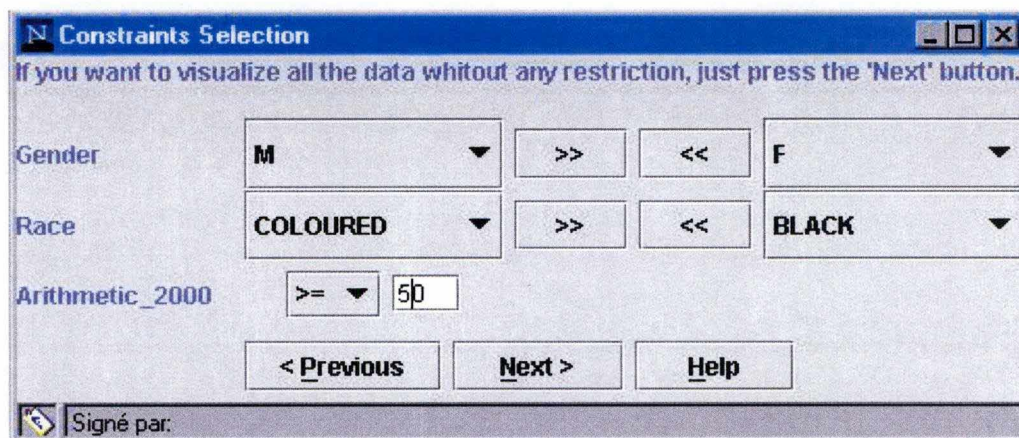 N Constraints Selection
If you want to visualize all the data whitout any restriction, just press the 'Next' button.
Gender M >> << F
Race COLOURED >> << BLACK
Arithmetic_2000 >= 50
< Previous Next > Help
Signé par: